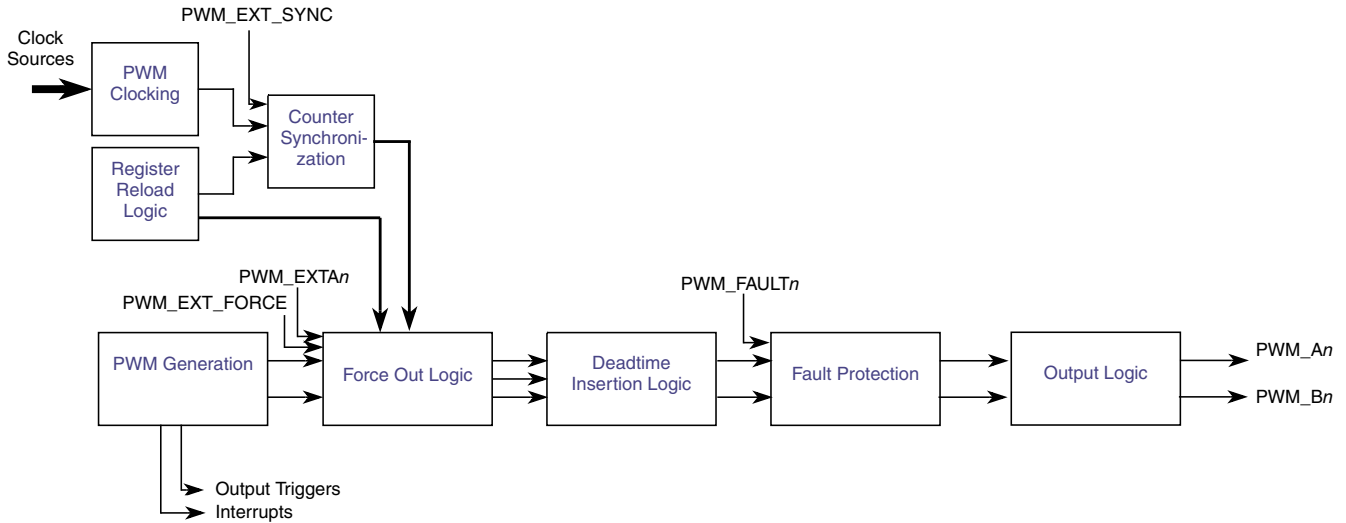 PWM_EXT_SYNC
Clock
Sources
PWM
Clocking
Counter
Synchroni-
zation
Register
Reload
Logic
PWM_EXTAn
PWM_EXT_FORCE
PWM_FAULTn
PWM Generation
Force Out Logic
Deadtime
Insertion Logic
Fault Protection
Output Logic
PWM_An
PWM_Bn
Output Triggers
Interrupts